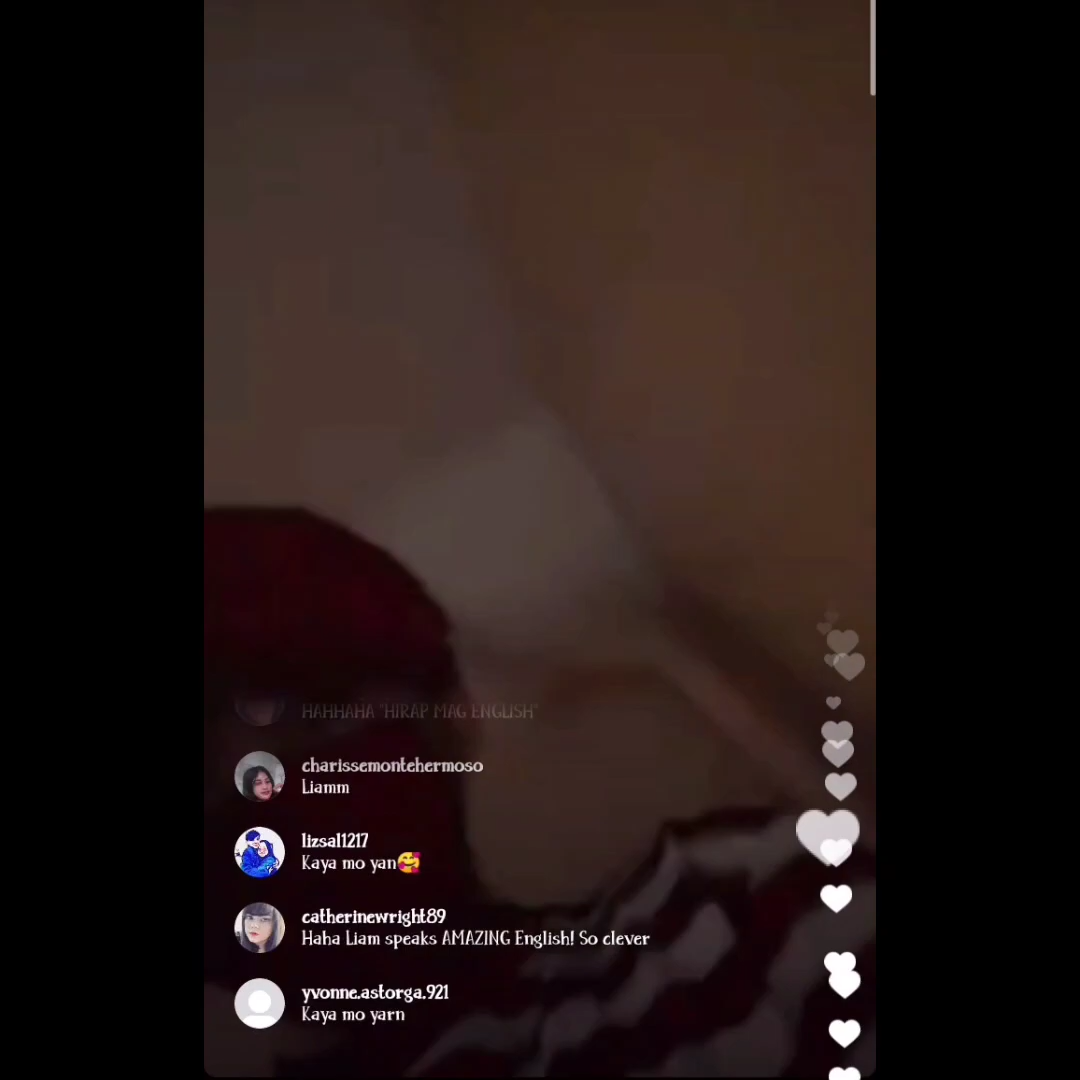 HAHHAHA "HIRAP MAG ENGLISH"
charissemontehermoso
Liamm
lizsal1217
Kaya mo yan🥰
catherinewright89
Haha Liam speaks AMAZING English! So clever
yvonne.astorga.921
Kaya mo yarn